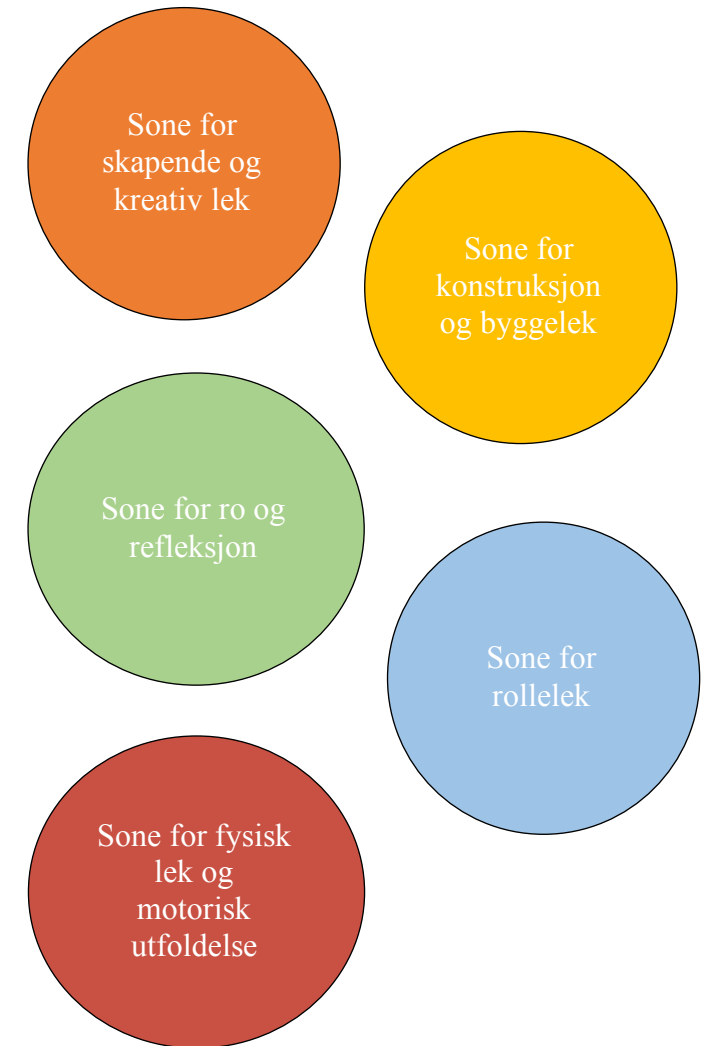 Sone for
skapende og
kreativ lek
Sone for
konstruksjon
og byggelek
Sone for ro og
refleksjon
Sone for
rollelek
Sone for fysisk
lek og
motorisk
utfoldelse